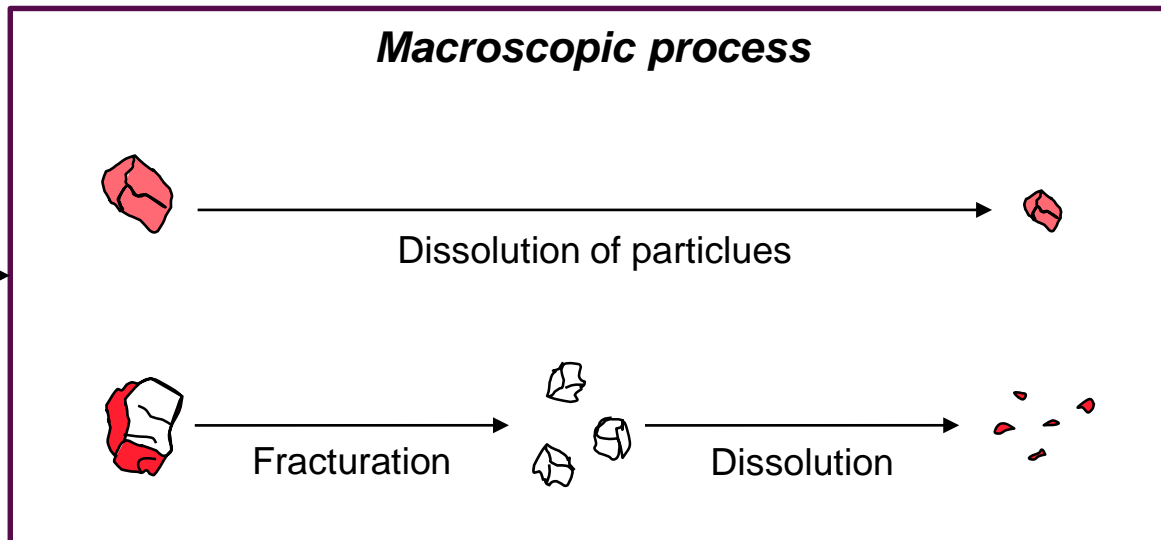 Macroscopic process
Dissolution of particlues
Fracturation
Dissolution